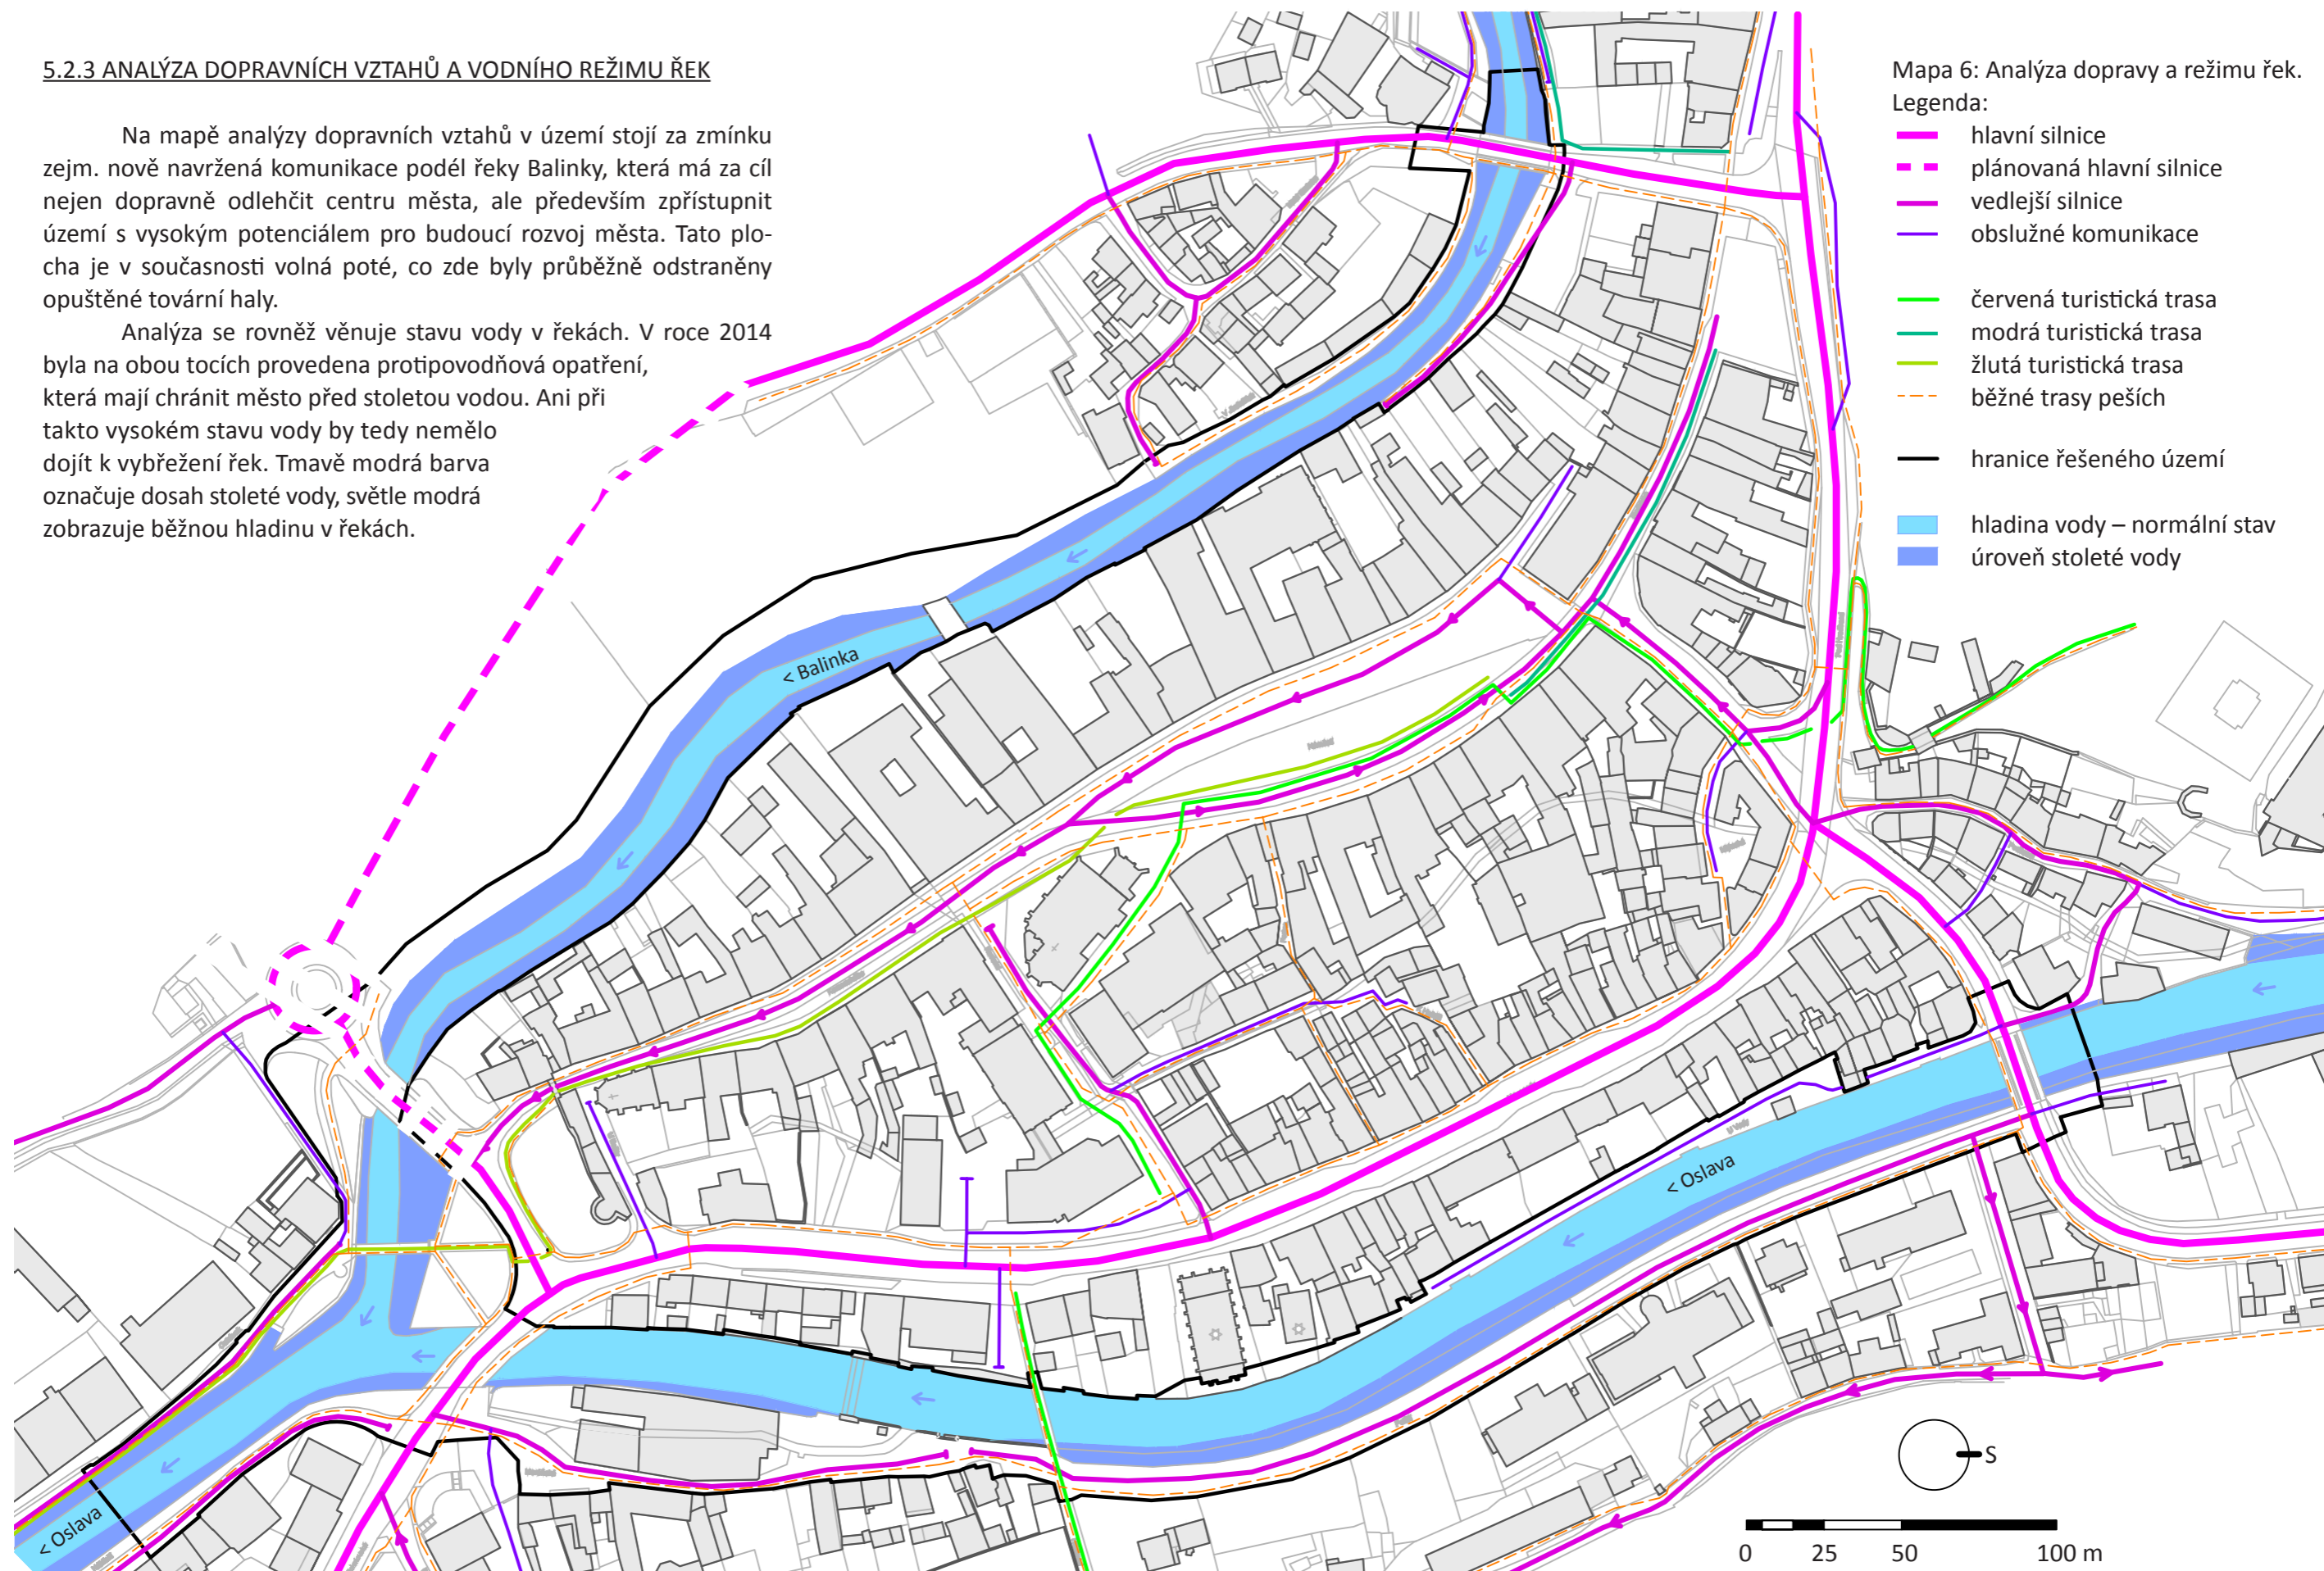 5.2.3 ANALÝZA DOPRAVNÍCH VZTAHŮ A VODNÍHO REŽIMU ŘEK
Na mapě analýzy dopravních vztahů v území stojí za zmínku
zejm. nově navržená komunikace podél řeky Balinky, která má za cíl
nejen dopravně odlehčit centru města, ale především zpřístupnit
území s vysokým potenciálem pro budoucí rozvoj města. Tato plo-
cha je v současnosti volná poté, co zde byly průběžně odstraněny
opuštěné tovární haly.
Analýza se rovněž věnuje stavu vody v řekách. V roce 2014
byla na obou tocích provedena protipovodňová opatření,
která mají chránit město před stoletou vodou. Ani při
takto vysokém stavu vody by tedy nemělo
dojít k vybřežení řek. Tmavě modrá barva
označuje dosah stoleté vody, světle modrá
zobrazuje běžnou hladinu v řekách.
Mapa 6: Analýza dopravy a režimu řek.
Legenda:
hlavní silnice
plánovaná hlavní silnice
vedlejší silnice
obslužné komunikace
červená turistická trasa
modrá turistická trasa
žlutá turistická trasa
běžné trasy peších
hranice řešeného území
hladina vody – normální stav
úroveň stoleté vody
< Balinka
< Oslava
< Oslava
U Vody
S
0 25 50 100 m